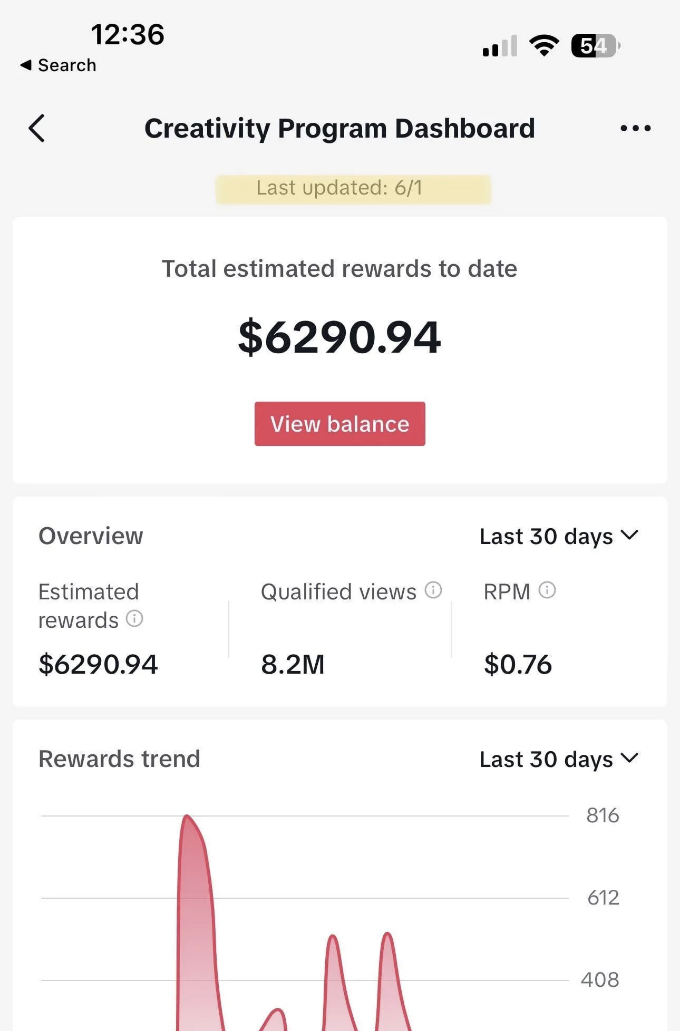 12:36
54
◀ Search
Creativity Program Dashboard
Last updated: 6/1
Total estimated rewards to date
$6290.94
View balance
Overview
Last 30 days
Estimated rewards
Qualified views
RPM
$6290.94
8.2M
$0.76
Rewards trend
Last 30 days
816
612
408